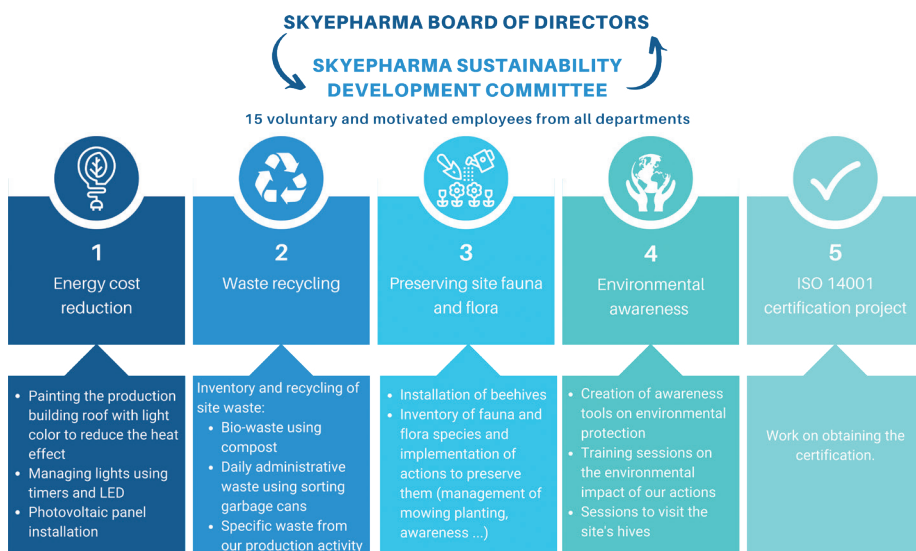 SKYEPHARMA BOARD OF DIRECTORS
SKYEPHARMA SUSTAINABILITY
DEVELOPMENT COMMITTEE
15 voluntary and motivated employees from all departments
1
Energy cost
reduction
2
Waste recycling
3
Preserving site fauna
and flora
4
Environmental
awareness
5
ISO 14001
certification project
• Painting the production
building roof with light
color to reduce the heat
effect
• Managing lights using
timers and LED
• Photovoltaic panel
installation
Inventory and recycling of
site waste:
• Bio-waste using
compost
• Daily administrative
waste using sorting
garbage cans
• Specific waste from
our production activity
• Installation of beehives
• Inventory of fauna and
flora species and
implementation of
actions to preserve
them (management of
mowing planting,
awareness ...)
• Creation of awareness
tools on environmental
protection
• Training sessions on
the environmental
impact of our actions
• Sessions to visit the
site's hives
Work on obtaining the
certification.